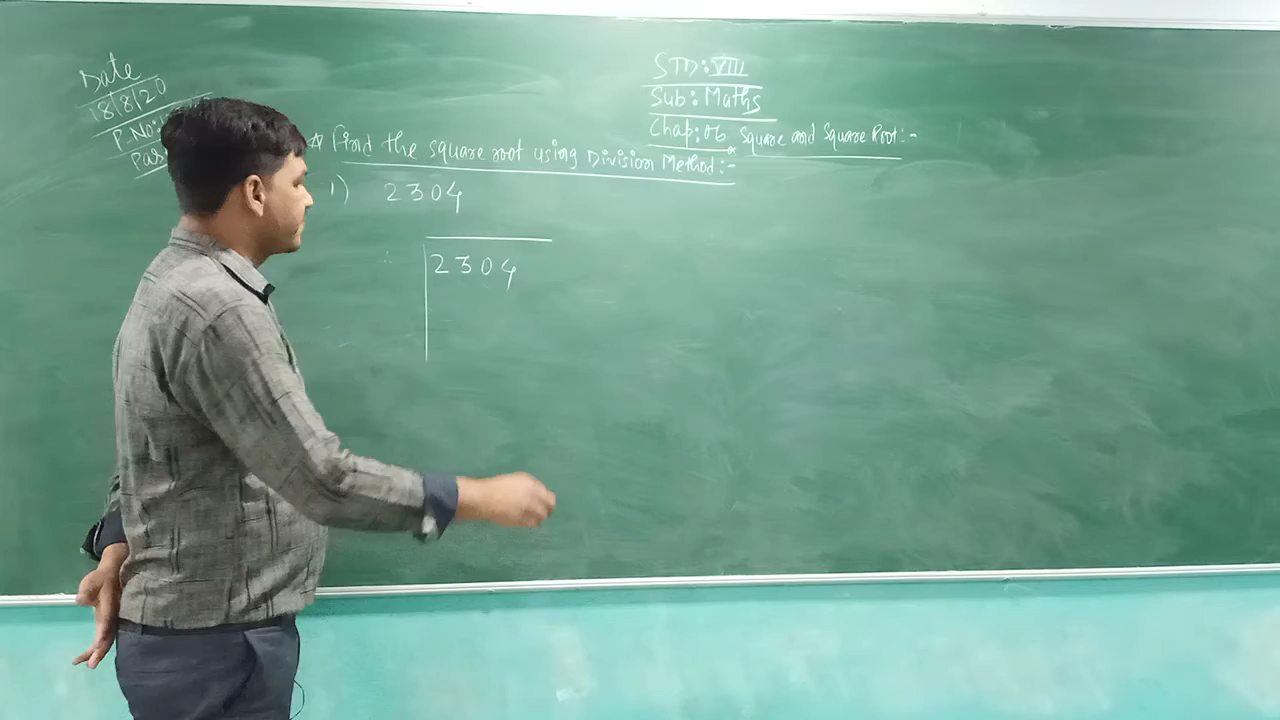 Date
18/8/20
P.No:
Pas:
STD: VIII
Sub: Maths
Chap: 06 Square and Square Root:-
* Find the square root using Division Method:-
1) 2304
2304